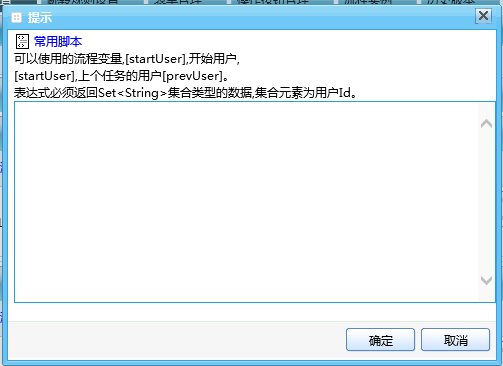 提示
常用脚本
可以使用的流程变量,[startUser],开始用户,
[startUser],上个任务的用户[prevUser]。
表达式必须返回Set<String>集合类型的数据,集合元素为用户Id。
确定
取消